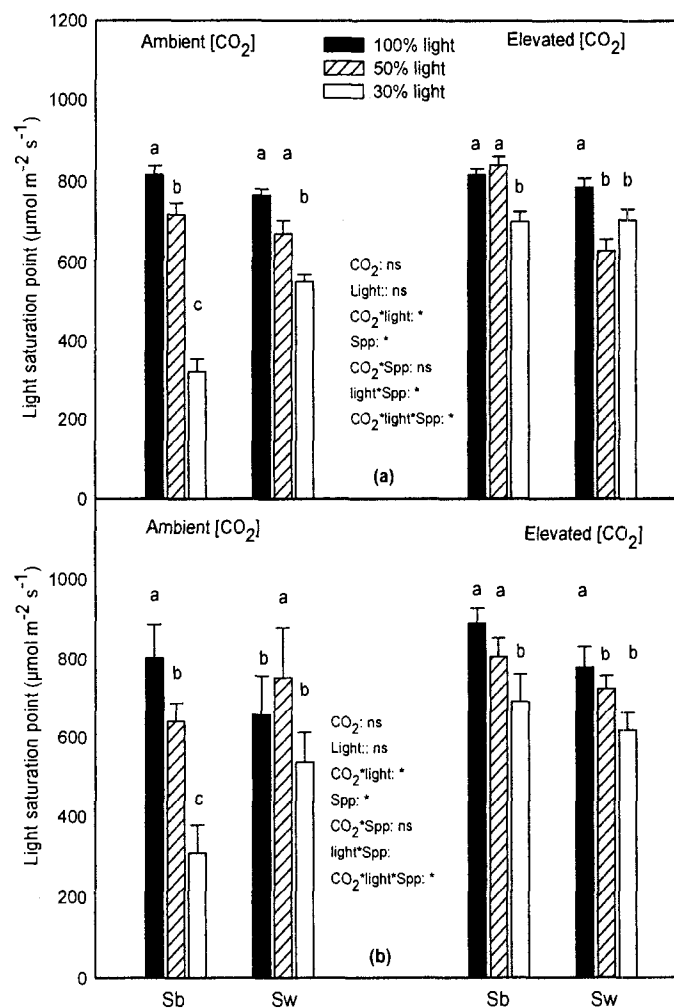 Ambient [CO2]
100% light
50% light
30% light
Elevated [CO2]
Light saturation point (µmol m−2 s−1)
1200
1000
800
600
400
200
0
a
b
c
a
a
b
a
a
b
a
b
b
CO2: ns
Light:: ns
CO2*light: *
Spp: *
CO2*Spp: ns
light*Spp: *
CO2*light*Spp: *
(a)
Ambient [CO2]
Elevated [CO2]
Light saturation point (µmol m−2 s−1)
1000
800
600
400
200
0
a
b
c
b
a
b
a
a
b
a
b
b
CO2: ns
Light:: ns
CO2*light: *
Spp: *
CO2*Spp: ns
light*Spp:
CO2*light*Spp: *
(b)
Sb
Sw
Sb
Sw